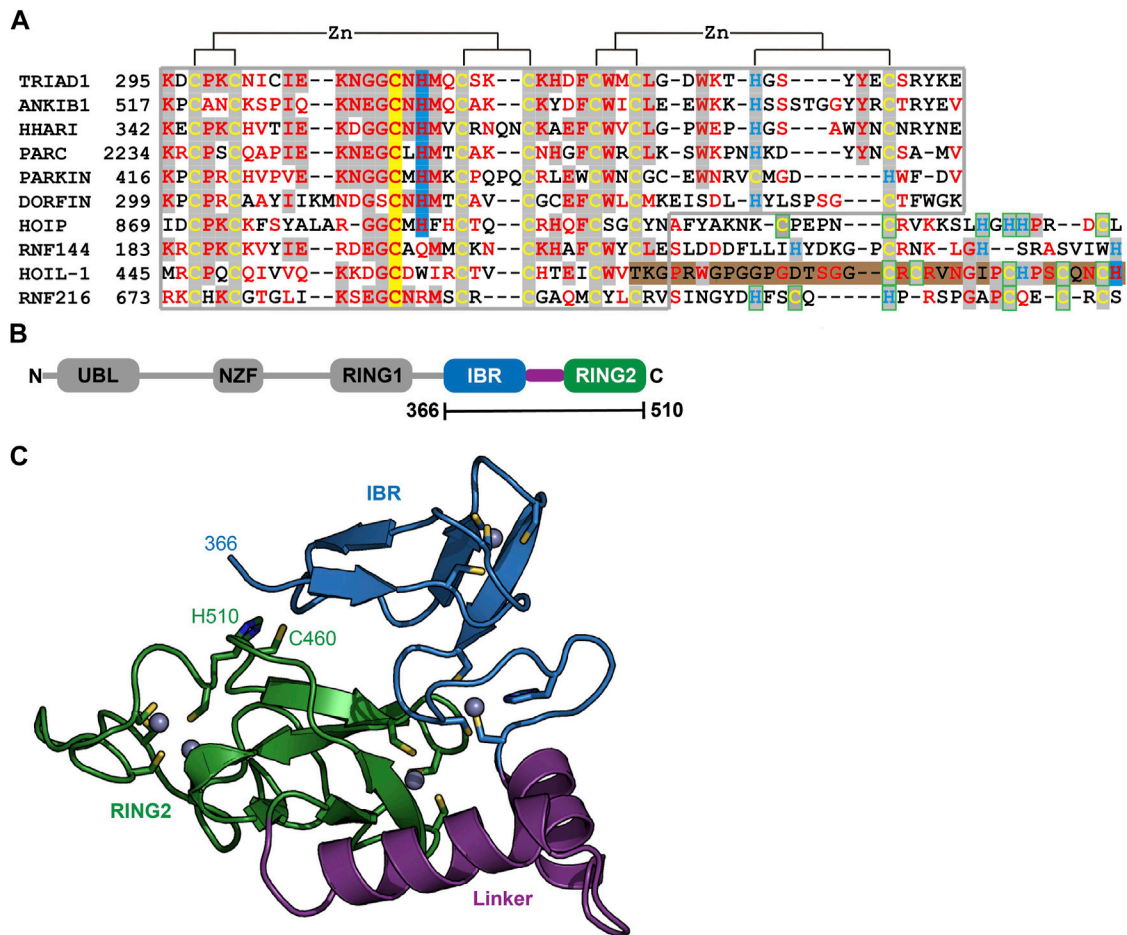 A
Zn Zn
TRIAD1 295 KDCPKCNICIE--KNGGCNHMQCSK--CKHDFCWMCLG-DWKT-HGS----YYECSRYKE
ANKIB1 517 KPCANCKSPIQ--KNEGCNHMQCAK--CKYDFCWICLE-EWKK-HSSSTGGYYRCTRYEV
HHARI 342 KECPKCHVTIE--KDGGCNHMVCRNQNCKAEFCWVCLG-PWEP-HGS----AWYNCNRYNE
PARC 2234 KRCPSCQAPIE--KNEGCLHMTCAK--CNHGFCWRCLK-SWKPNHKD----YYNCSA-MV
PARKIN 416 KPCPRCHVPVE--KNGGCMHMKCPQPQCRLEWCWNCGC-EWNRVCMGD------HWF-DV
DORFIN 299 KPCPRCAAYIIKMNDGSCNHMTCAV--CGCEFCWLCMKEISDL-HYLSPSG---CTFWGK
HOIP 869 IDCPKCKFSYALAR-GGCMHFHCTQ--CRHQFCSGCYNAFYAKNK-CPEPN---CRVKKSLHGHHPR--DCL
RNF144 183 KRCPKCKVYIE--RDEGCAQMMCKN--CKHAFCWYCLESLDDDFLLIHYDKG-PCRNK-LGH--SRASVIWH
HOIL-1 445 MRCPQCQIVVQ--KKDGCDWIRCTV--CHTEICWVTKGPRWGPGGPGDTSGG--CRCRVNGIPCHPSCQNCH
RNF216 673 RKCHKCGTGLI--KSEGCNRMSCR---CGAQMCYLCRVSINGYDHFSCQ-----HP-RSPGAPCQE-C-RCS
B
N UBL NZF RING1 IBR RING2 C
366 510
C
IBR
366
H510
C460
RING2
Linker